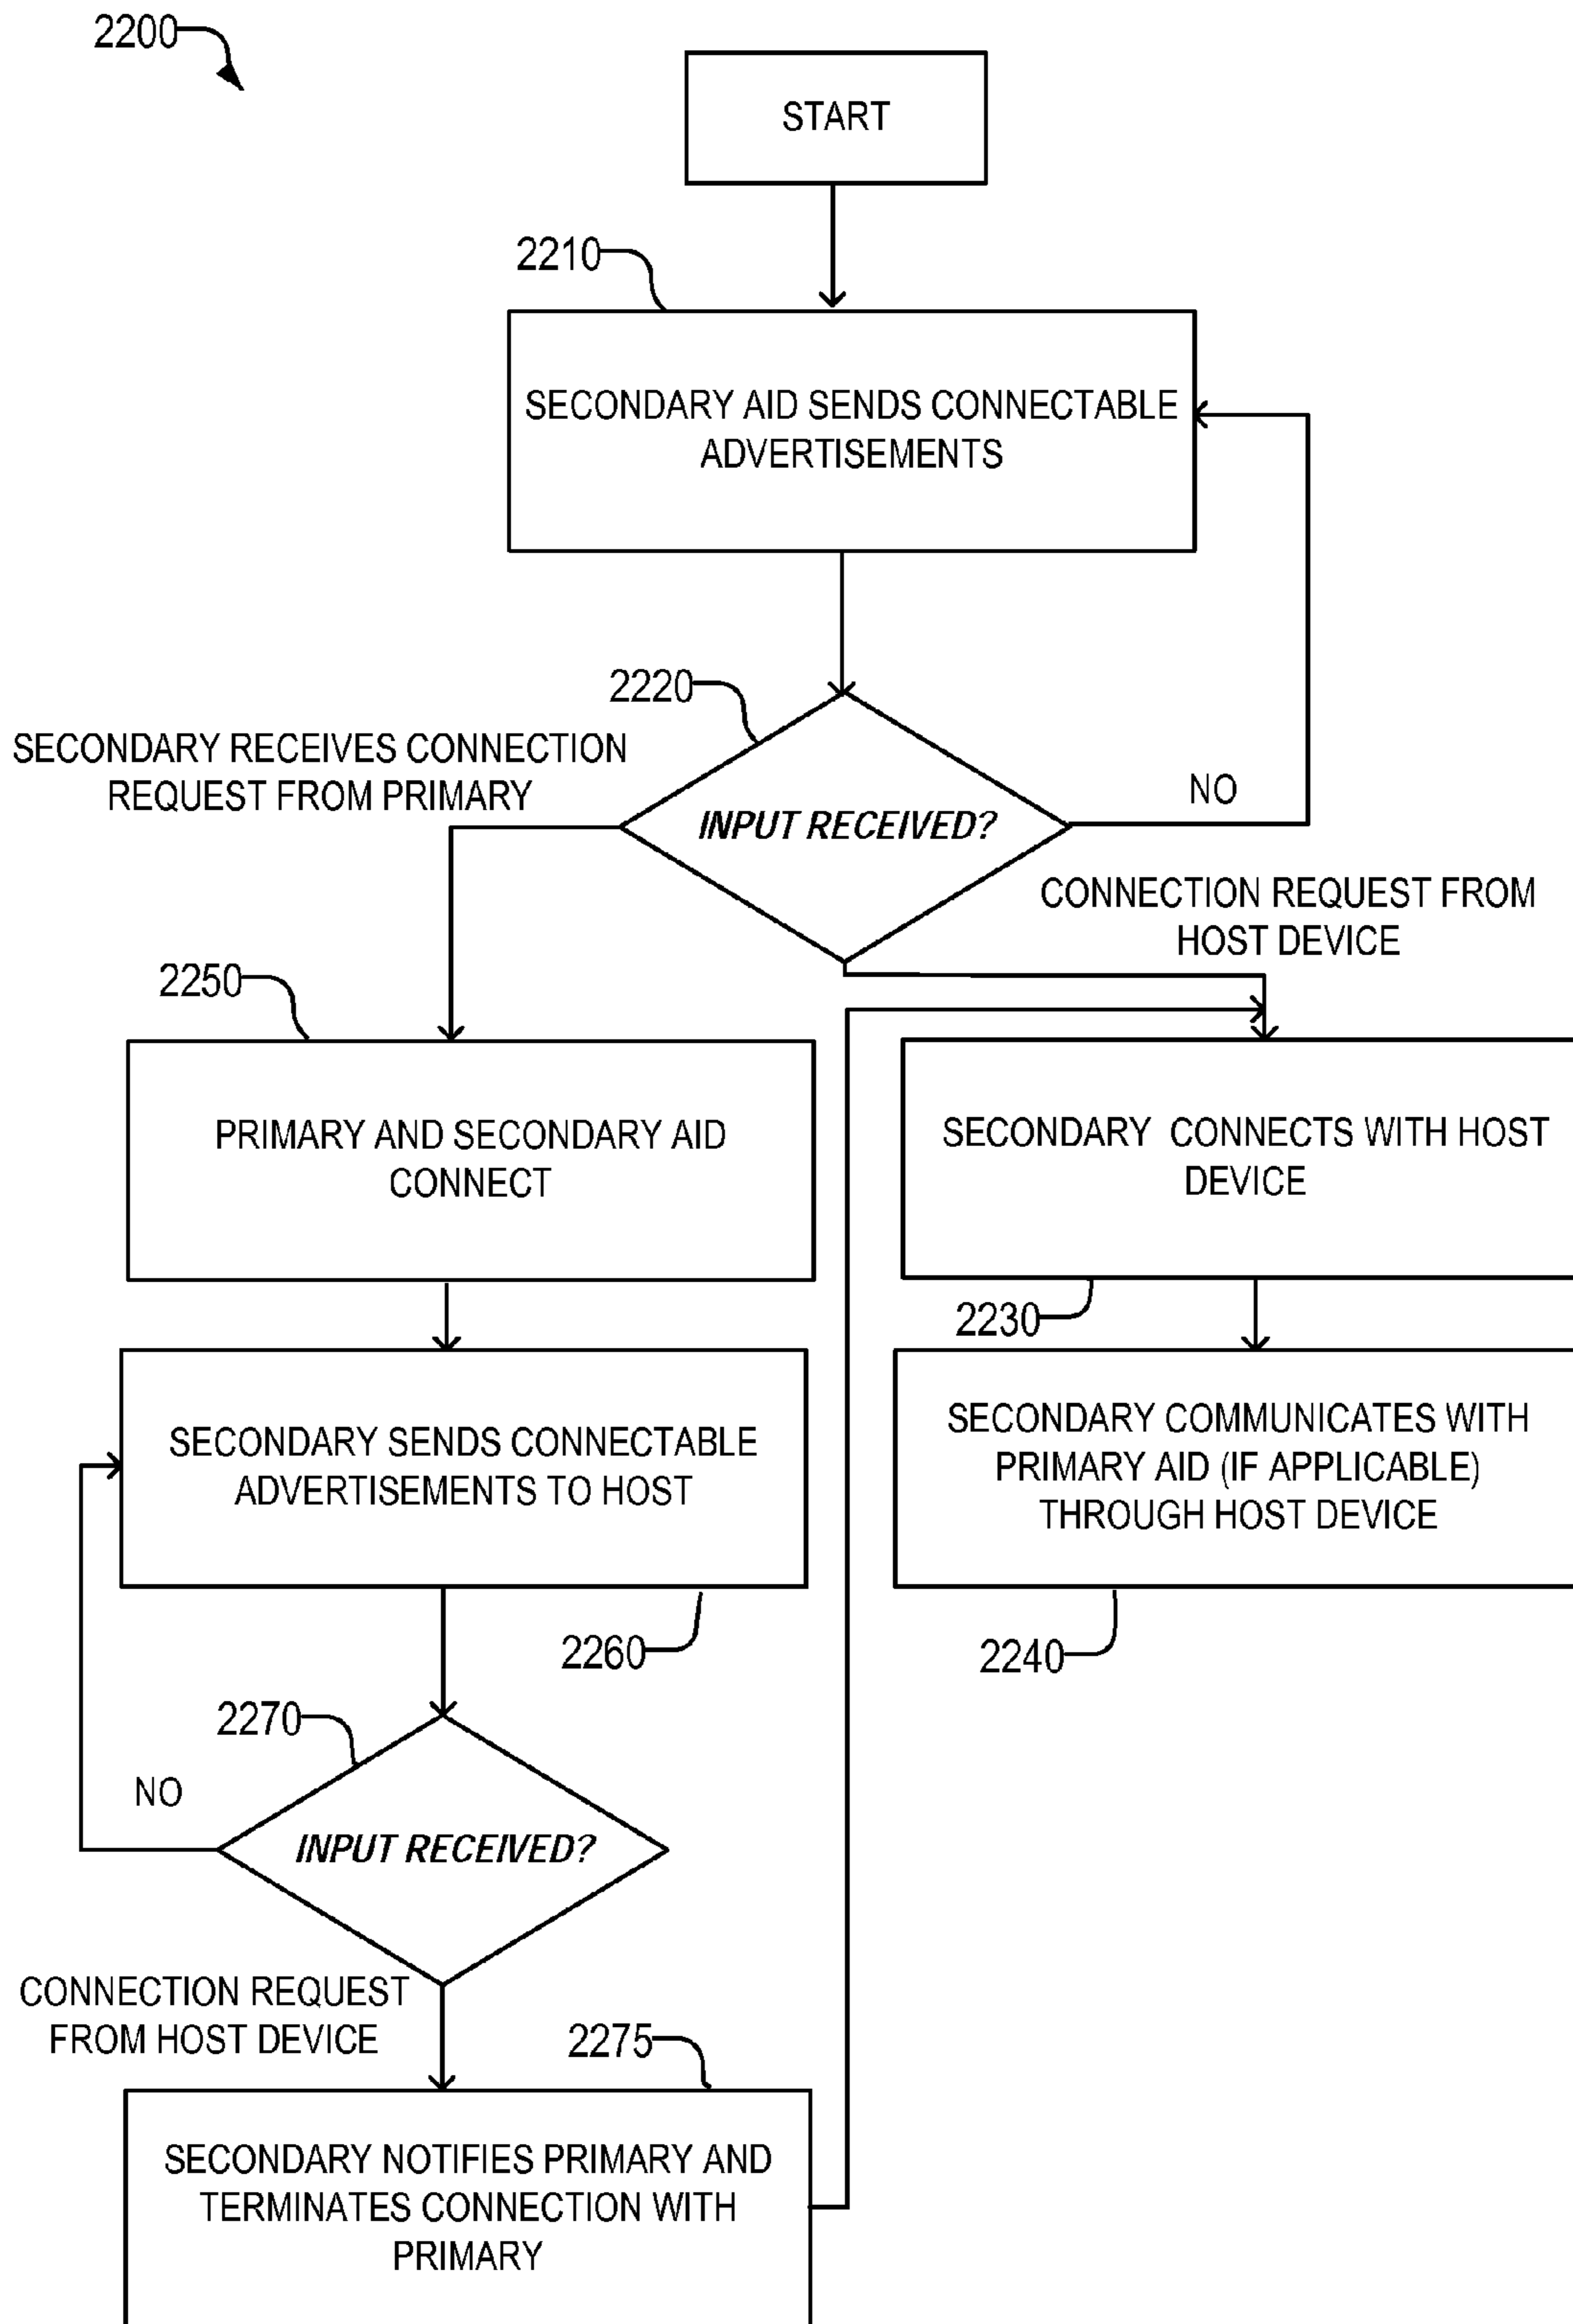 2200
START
2210
SECONDARY AID SENDS CONNECTABLE
ADVERTISEMENTS
2220
SECONDARY RECEIVES CONNECTION
REQUEST FROM PRIMARY
INPUT RECEIVED?
NO
CONNECTION REQUEST FROM
HOST DEVICE
2250
PRIMARY AND SECONDARY AID
CONNECT
SECONDARY CONNECTS WITH HOST
DEVICE
2230
SECONDARY SENDS CONNECTABLE
ADVERTISEMENTS TO HOST
2260
SECONDARY COMMUNICATES WITH
PRIMARY AID (IF APPLICABLE)
THROUGH HOST DEVICE
2240
2270
NO
INPUT RECEIVED?
CONNECTION REQUEST
FROM HOST DEVICE
2275
SECONDARY NOTIFIES PRIMARY AND
TERMINATES CONNECTION WITH
PRIMARY